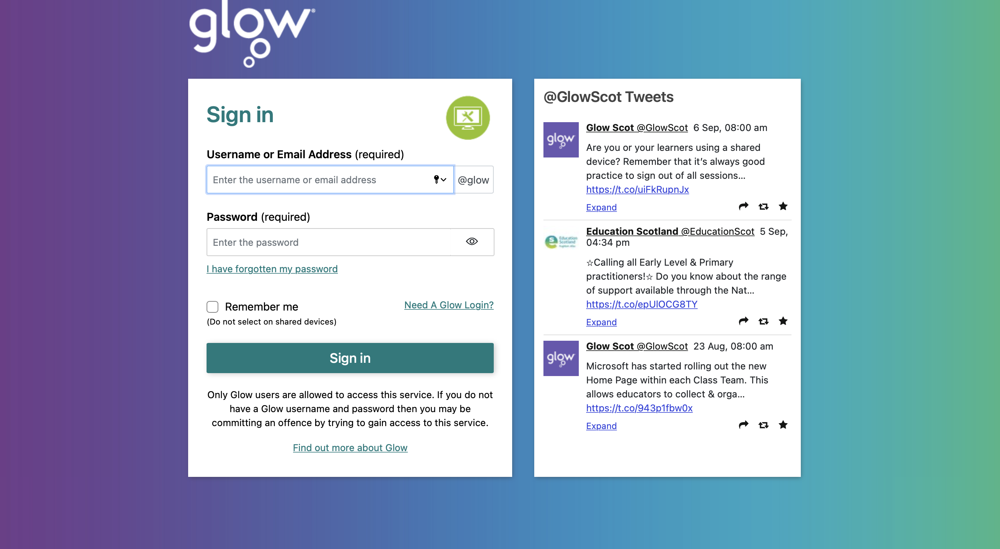 glow®
Sign in
Username or Email Address (required)
Enter the username or email address
@glow
Password (required)
Enter the password
I have forgotten my password
Remember me
(Do not select on shared devices)
Need A Glow Login?
Sign in
Only Glow users are allowed to access this service. If you do not
have a Glow username and password then you may be
committing an offence by trying to gain access to this service.
Find out more about Glow
@GlowScot Tweets
glow
Glow Scot @GlowScot 6 Sep, 08:00 am
Are you or your learners using a shared
device? Remember that it’s always good
practice to sign out of all sessions…
https://t.co/uiFkRupnJx
Expand
Education
Scotland
Foghlam Alba
Education Scotland @EducationScot 5 Sep,
04:34 pm
☆Calling all Early Level & Primary
practitioners!☆ Do you know about the range
of support available through the Nat…
https://t.co/epUlOCG8TY
Expand
glow
Glow Scot @GlowScot 23 Aug, 08:00 am
Microsoft has started rolling out the new
Home Page within each Class Team. This
allows educators to collect & orga…
https://t.co/943p1fbw0x
Expand